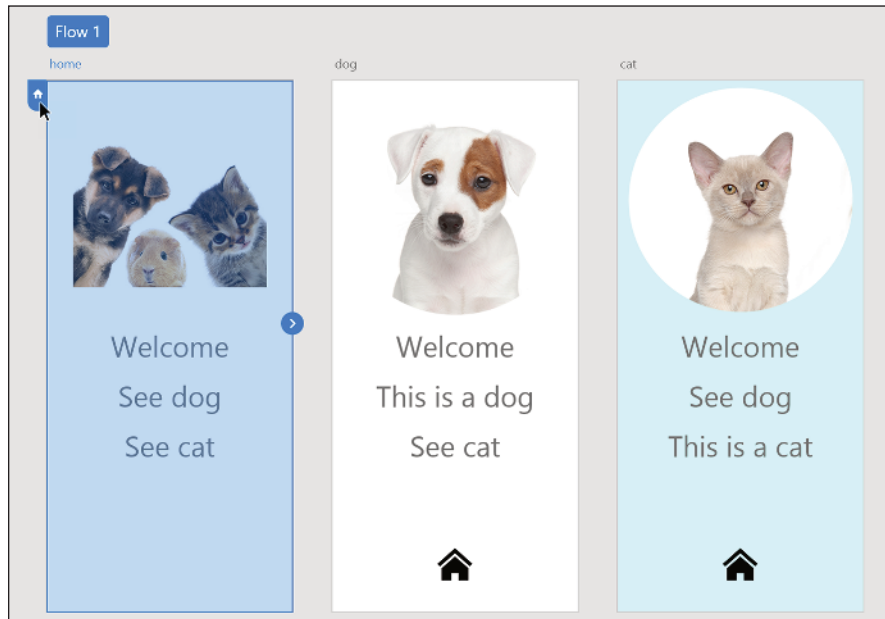 Flow 1
home
dog
cat
Welcome
See dog
See cat
Welcome
This is a dog
See cat
Welcome
See dog
This is a cat